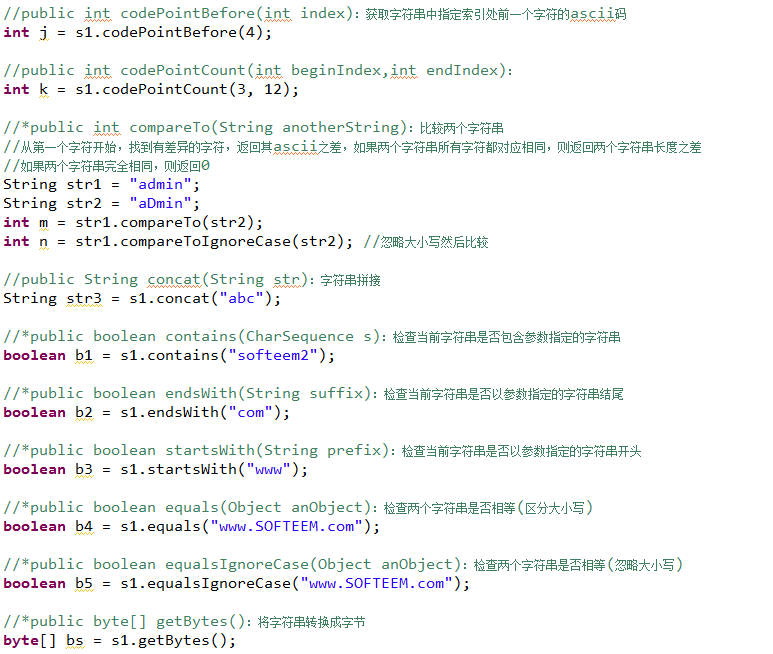 //public int codePointBefore(int index)：获取字符串中指定索引处前一个字符的ascii码
int j = s1.codePointBefore(4);
//public int codePointCount(int beginIndex,int endIndex)：
int k = s1.codePointCount(3, 12);
//*public int compareTo(String anotherString)：比较两个字符串
//从第一个字符开始，找到有差异的字符，返回其ascii之差，如果两个字符串所有字符都对应相同，则返回两个字符串长度之差
//如果两个字符串完全相同，则返回0
String str1 = "admin";
String str2 = "aDmin";
int m = str1.compareTo(str2);
int n = str1.compareToIgnoreCase(str2); //忽略大小写然后比较
//public String concat(String str)：字符串拼接
String str3 = s1.concat("abc");
//*public boolean contains(CharSequence s)：检查当前字符串是否包含参数指定的字符串
boolean b1 = s1.contains("softeem2");
//*public boolean endsWith(String suffix)：检查当前字符串是否以参数指定的字符串结尾
boolean b2 = s1.endsWith("com");
//*public boolean startsWith(String prefix)：检查当前字符串是否以参数指定的字符串开头
boolean b3 = s1.startsWith("www");
//*public boolean equals(Object anObject)：检查两个字符串是否相等(区分大小写)
boolean b4 = s1.equals("www.SOFTEEM.com");
//*public boolean equalsIgnoreCase(Object anObject)：检查两个字符串是否相等(忽略大小写)
boolean b5 = s1.equalsIgnoreCase("www.SOFTEEM.com");
//*public byte[] getBytes()：将字符串转换成字节
byte[] bs = s1.getBytes();